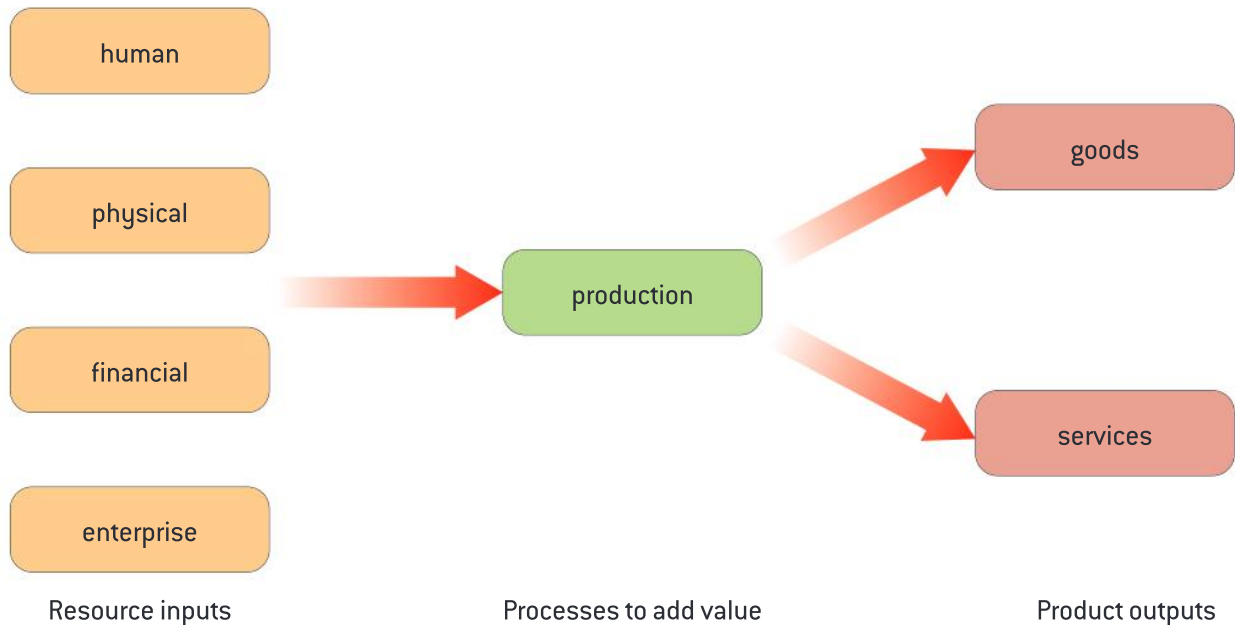 human
physical
financial
enterprise
Resource inputs
production
Processes to add value
goods
services
Product outputs